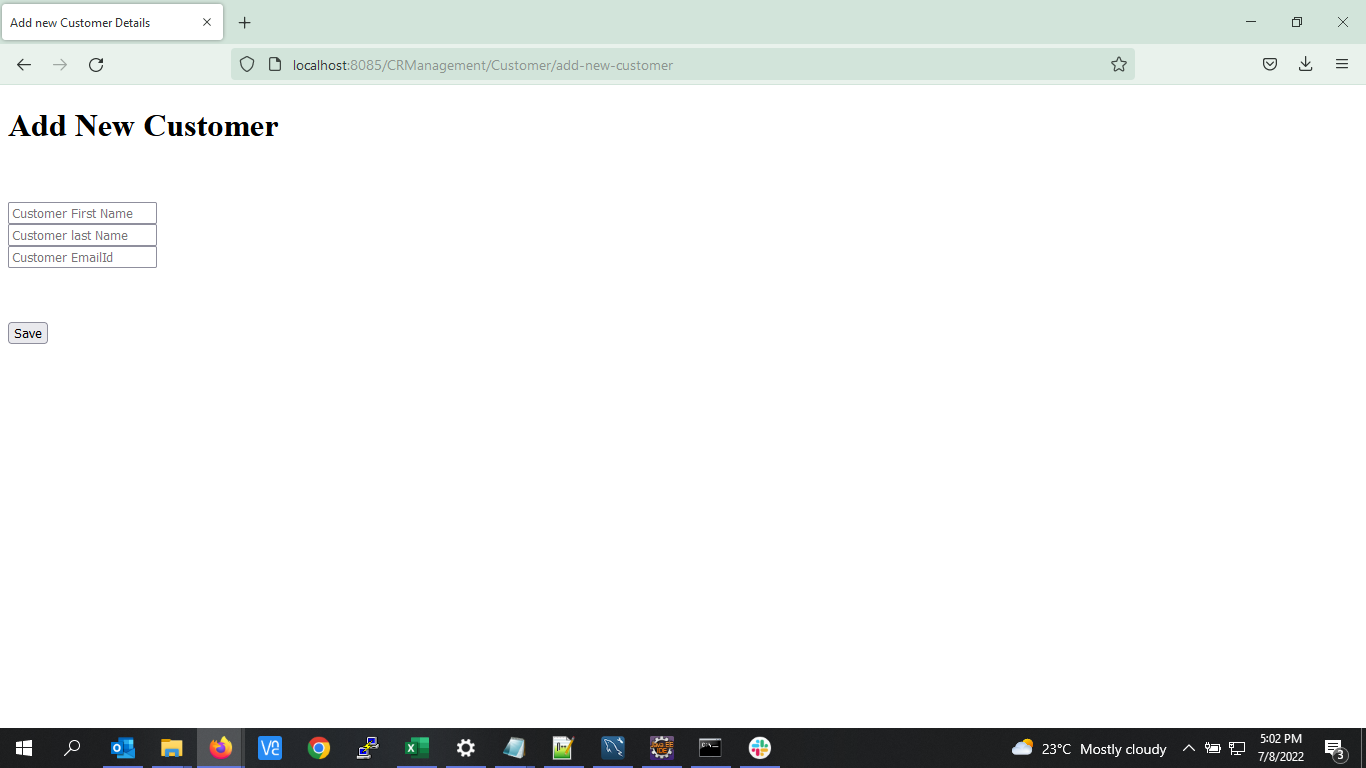 Add new Customer Details
localhost:8085/CRManagement/Customer/add-new-customer
Add New Customer
Customer First Name
Customer last Name
Customer EmailId
Save
23°C Mostly cloudy
5:02 PM
7/8/2022
3